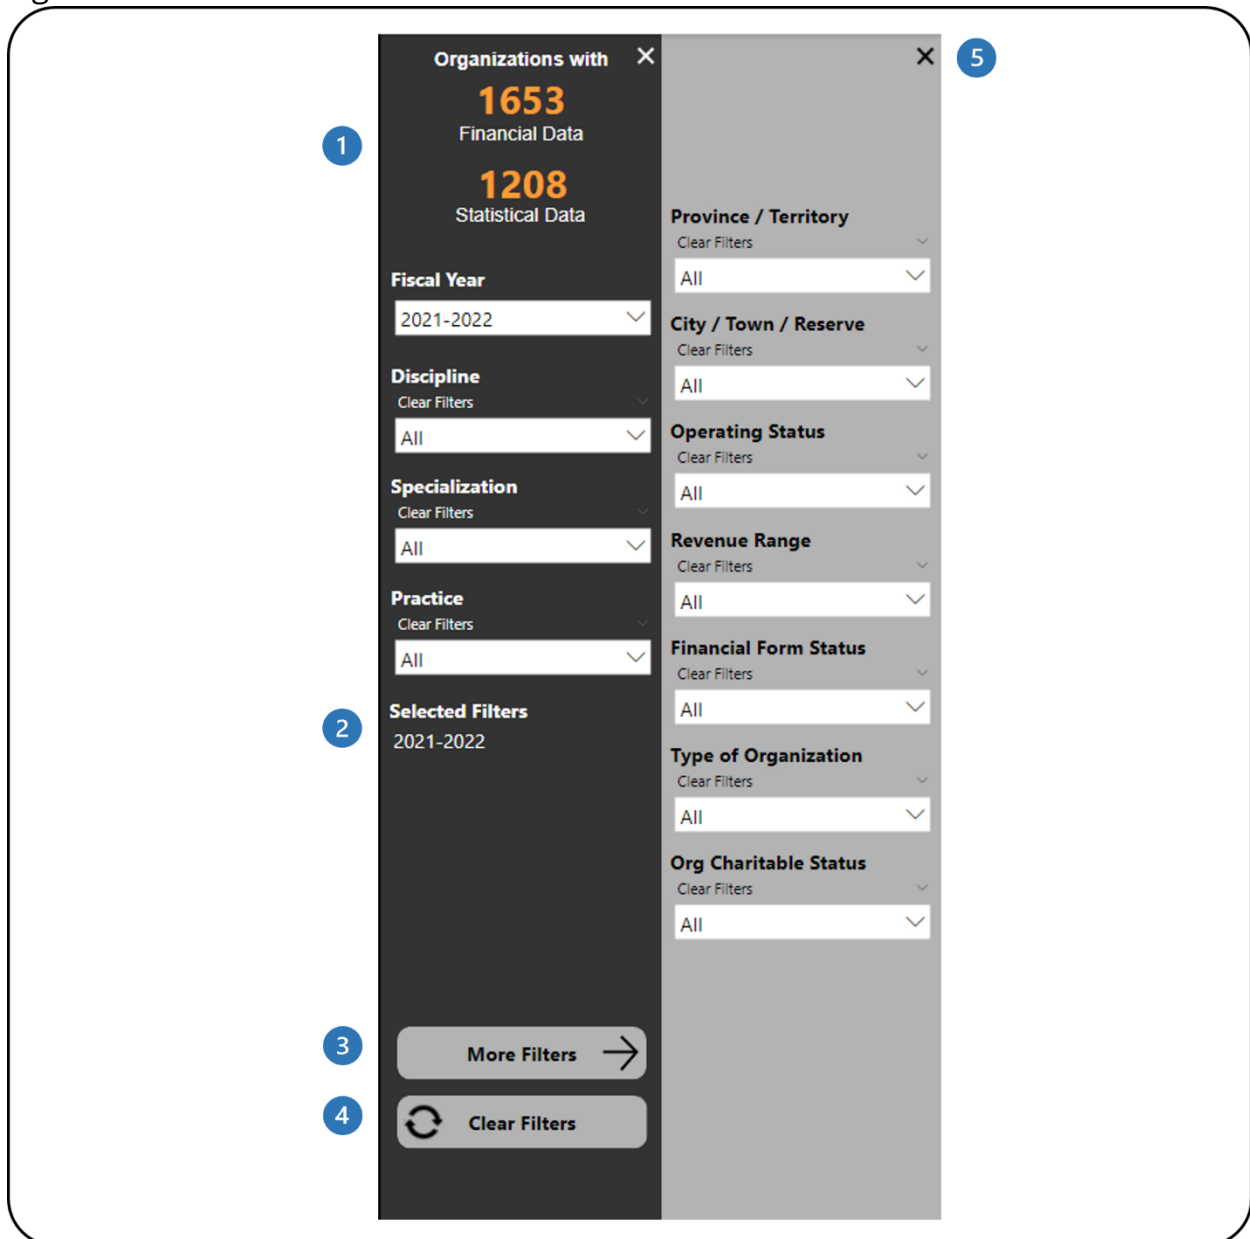 Organizations with
1653
Financial Data
1
1208
Statistical Data
Fiscal Year
2021-2022
Discipline
Clear Filters
All
Specialization
Clear Filters
All
Practice
Clear Filters
All
2
Selected Filters
2021-2022
3
More Filters
4
Clear Filters
5
Province / Territory
Clear Filters
All
City / Town / Reserve
Clear Filters
All
Operating Status
Clear Filters
All
Revenue Range
Clear Filters
All
Financial Form Status
Clear Filters
All
Type of Organization
Clear Filters
All
Org Charitable Status
Clear Filters
All